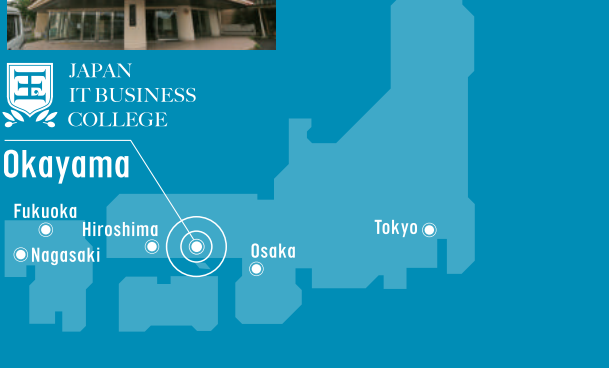 JAPAN
IT BUSINESS
COLLEGE
Okayama
Fukuoka
Hiroshima
Tokyo
Nagasaki
Osaka